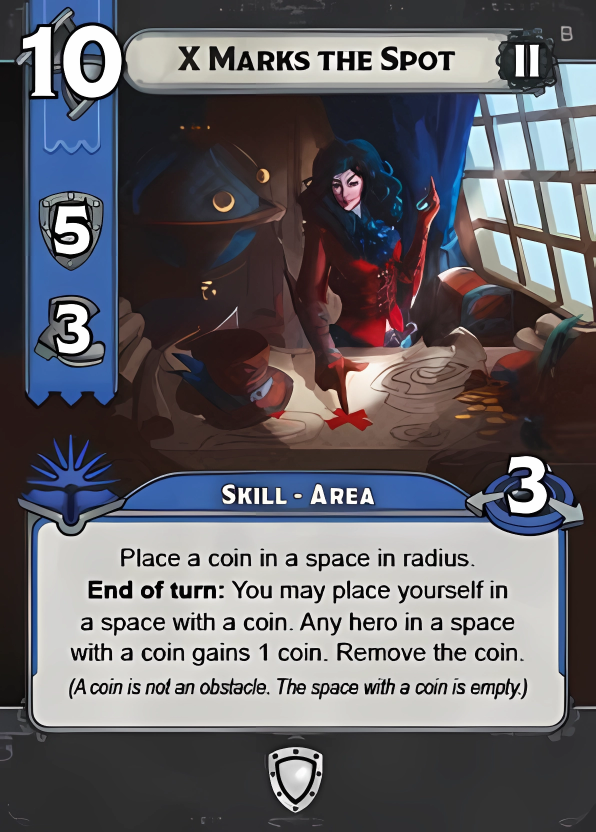 10
X Marks the Spot
II
B
5
3
Skill - Area
3
Place a coin in a space in radius.
End of turn: You may place yourself in
a space with a coin. Any hero in a space
with a coin gains 1 coin. Remove the coin.
(A coin is not an obstacle. The space with a coin is empty.)